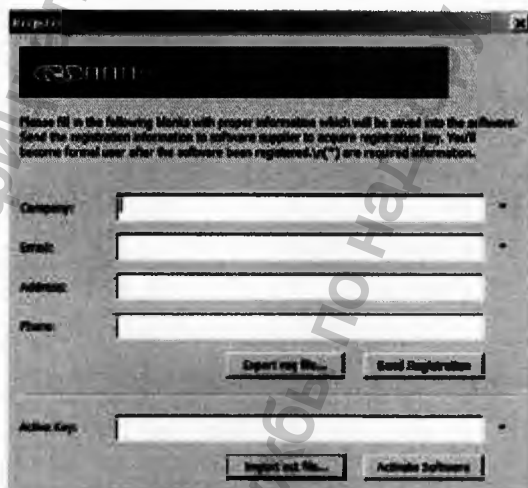 Register
Please fill in the following blanks with proper information which will be saved into the software.
Send the registration information to software supplier to acquire registration key. You'll
become formal user after the software been registered.\r(*) are required information.
Company: *
Email: *
Address:
Phone:
Export reg file... Send Registration
Active Key: *
Import act file... Activate Software